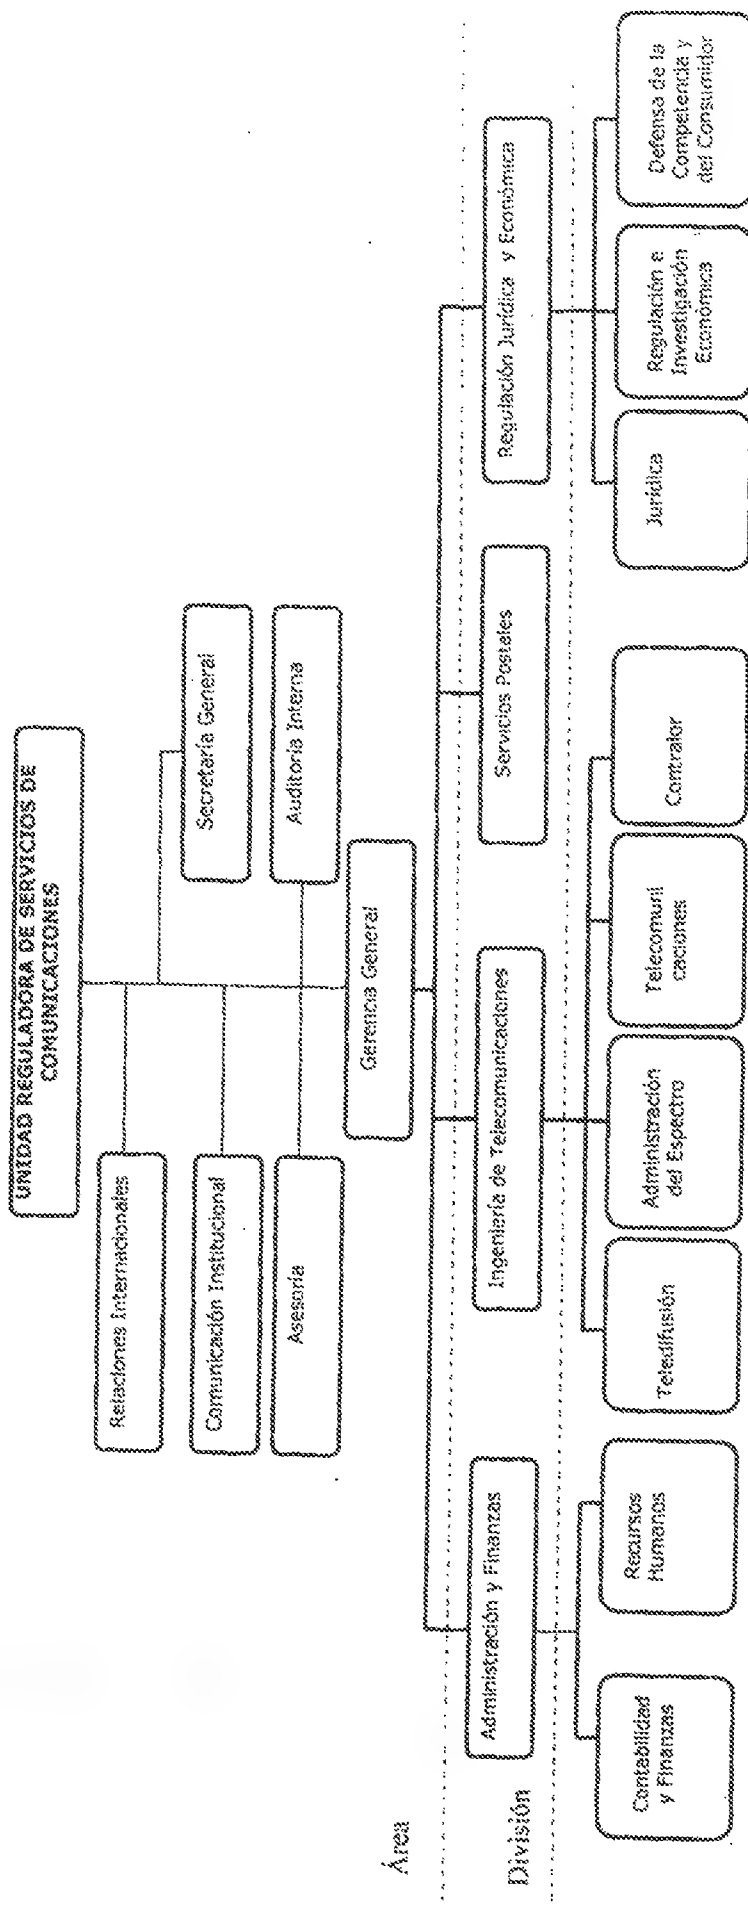 UNIDAD REGULADORA DE SERVICIOS DE
COMUNICACIONES
Relaciones Internacionales
Secretaría General
Comunicación Institucional
Asesoría
Auditoria Interna
Gerencia General
Área
Administración y Finanzas
Ingeniería de Telecomunicaciones
Servicios Postales
Regulación Jurídica y Económica
División
Contabilidad
y Finanzas
Recursos
Humanos
Teledifusión
Administración
del Espectro
Telecomuni
caciones
Contralor
Jurídica
Regulación e
Investigación
Económica
Defensa de la
Competencia y
del Consumidor